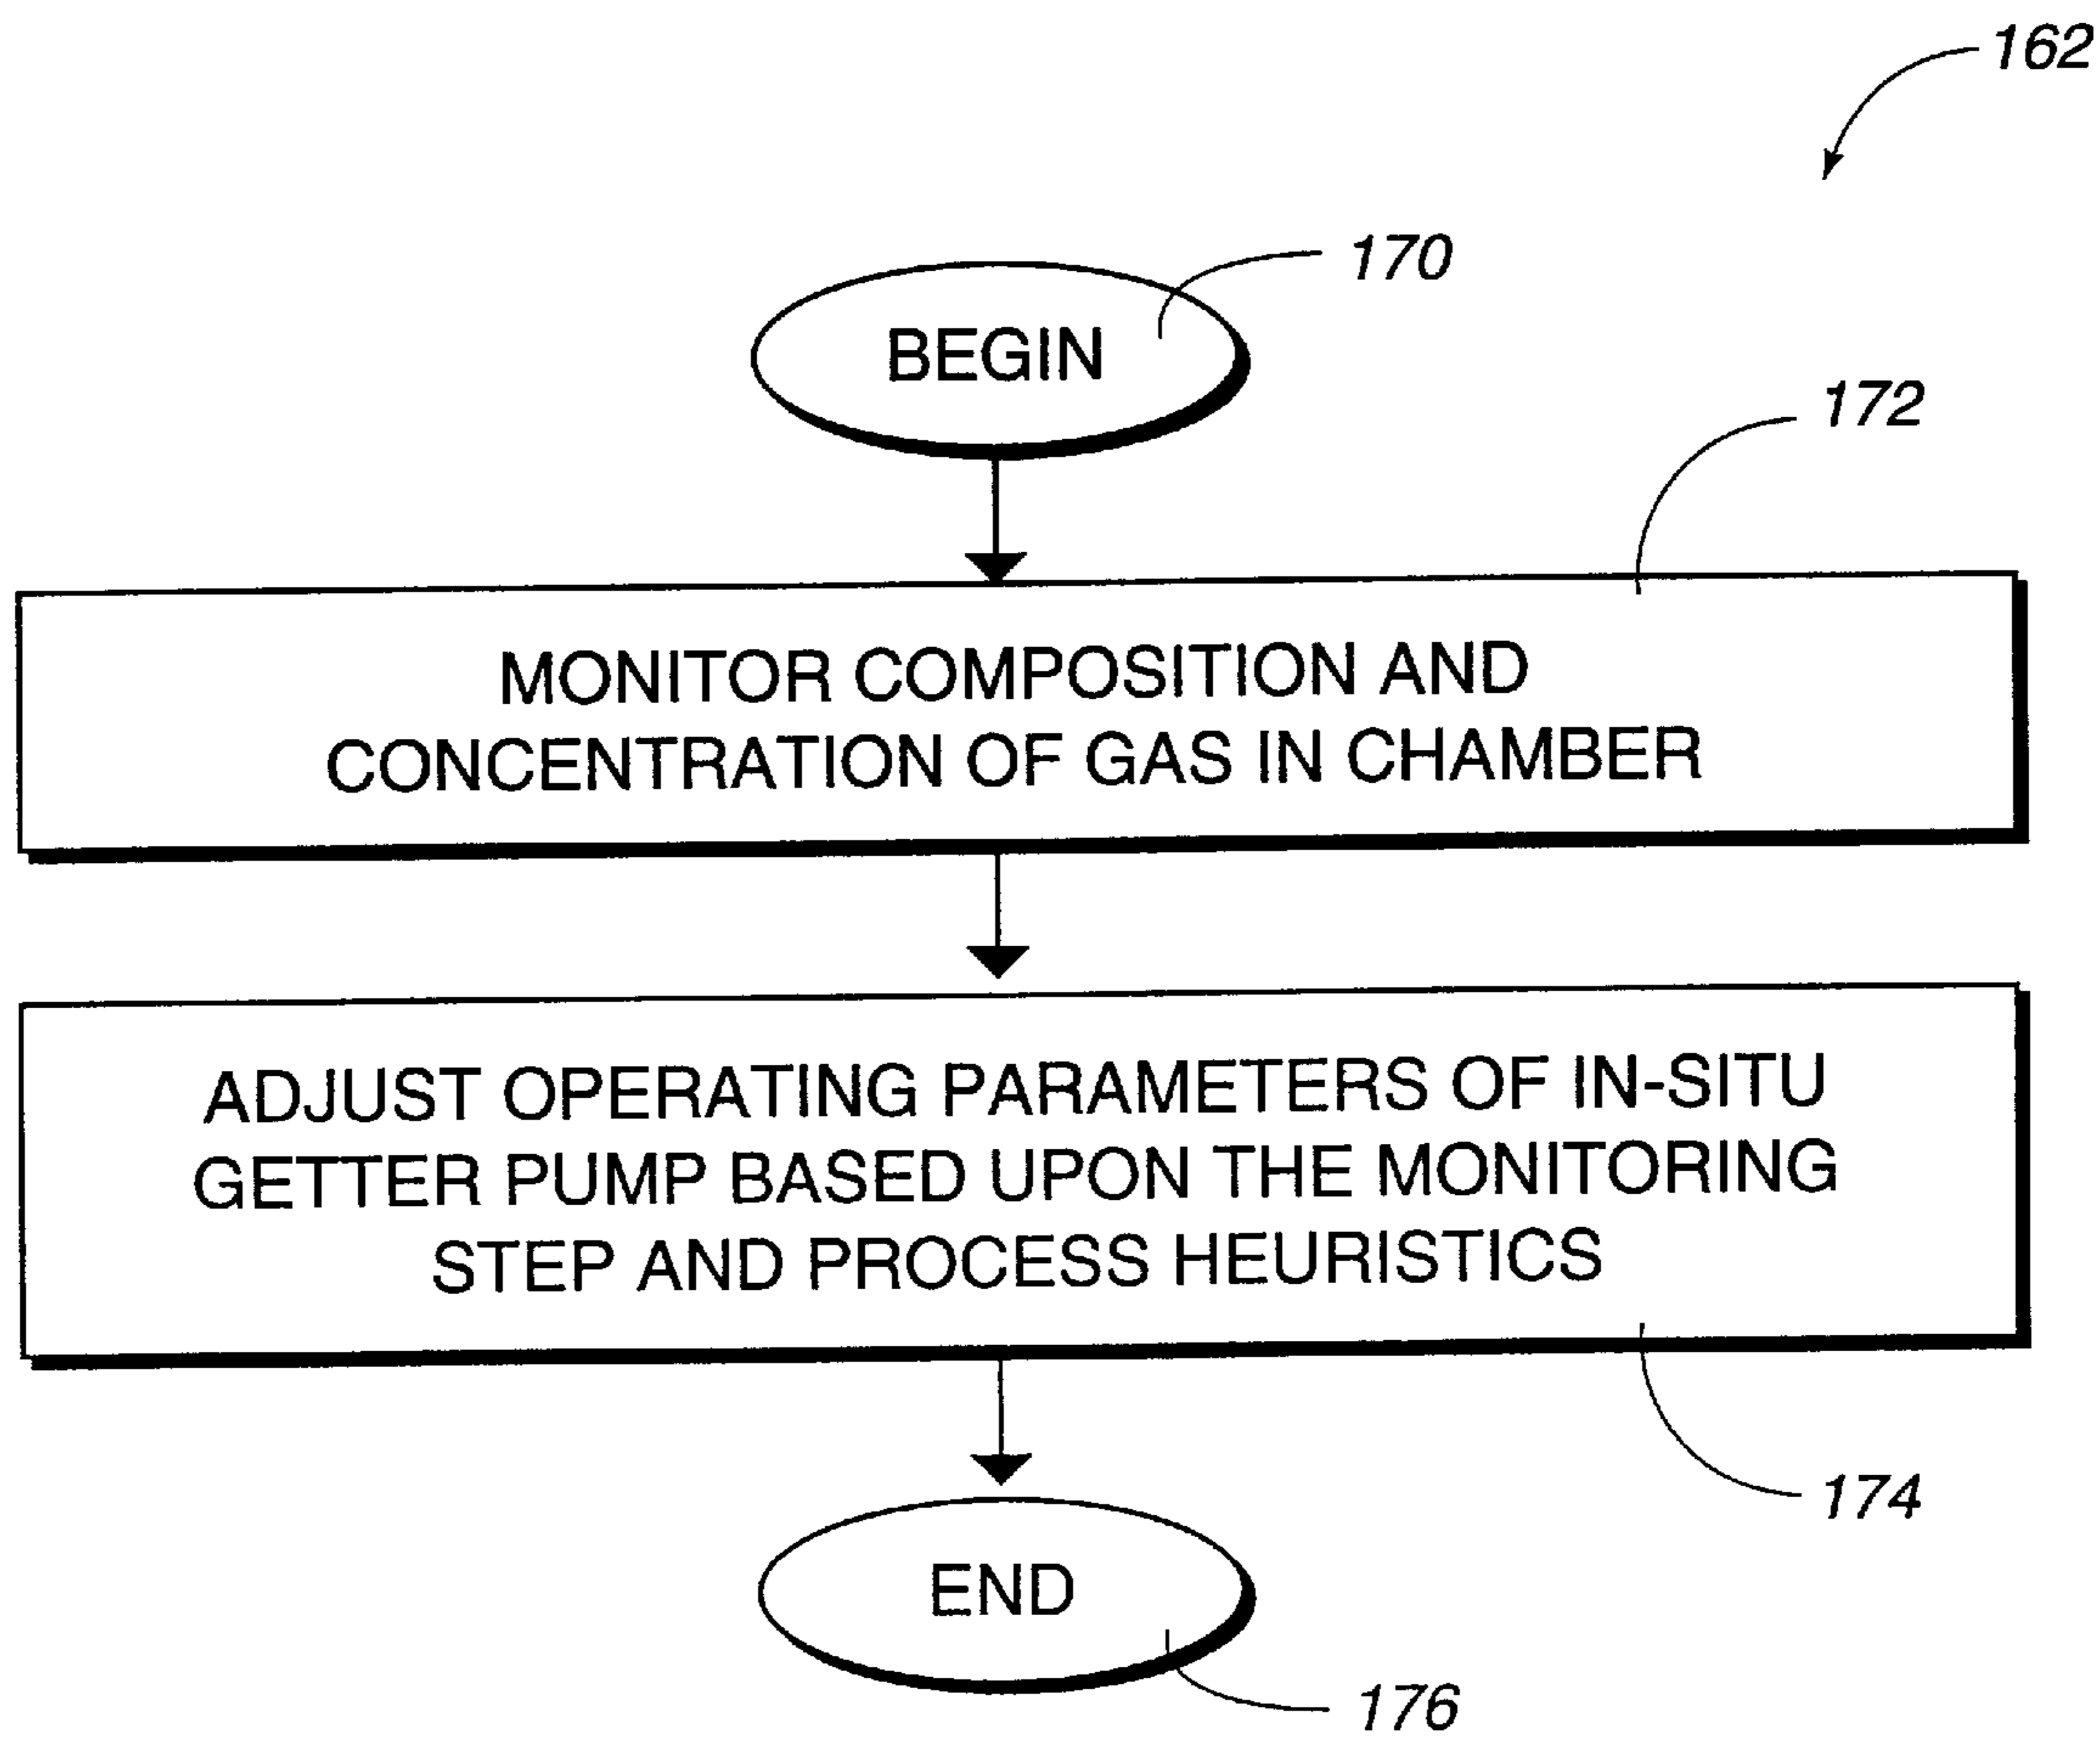 162
170
BEGIN
172
MONITOR COMPOSITION AND
CONCENTRATION OF GAS IN CHAMBER
ADJUST OPERATING PARAMETERS OF IN-SITU
GETTER PUMP BASED UPON THE MONITORING
STEP AND PROCESS HEURISTICS
174
END
176